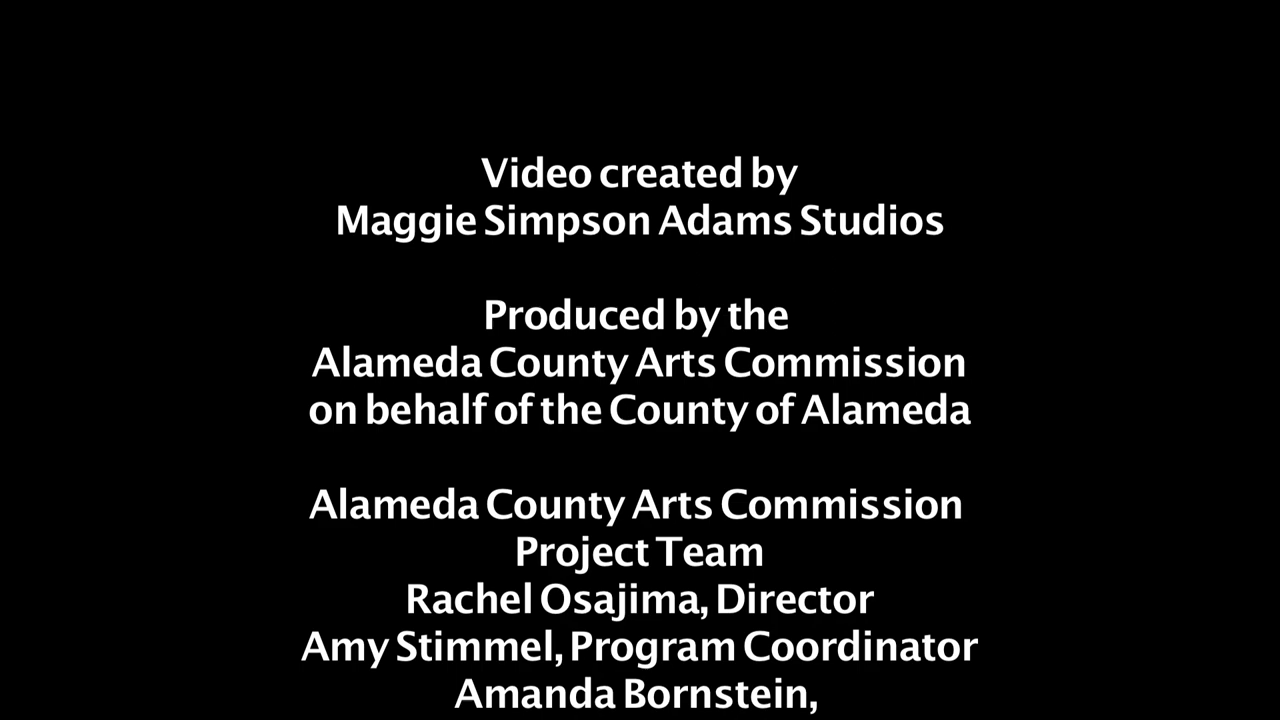 Video created by
Maggie Simpson Adams Studios
Produced by the
Alameda County Arts Commission
on behalf of the County of Alameda
Alameda County Arts Commission
Project Team
Rachel Osajima, Director
Amy Stimmel, Program Coordinator
Amanda Bornstein,